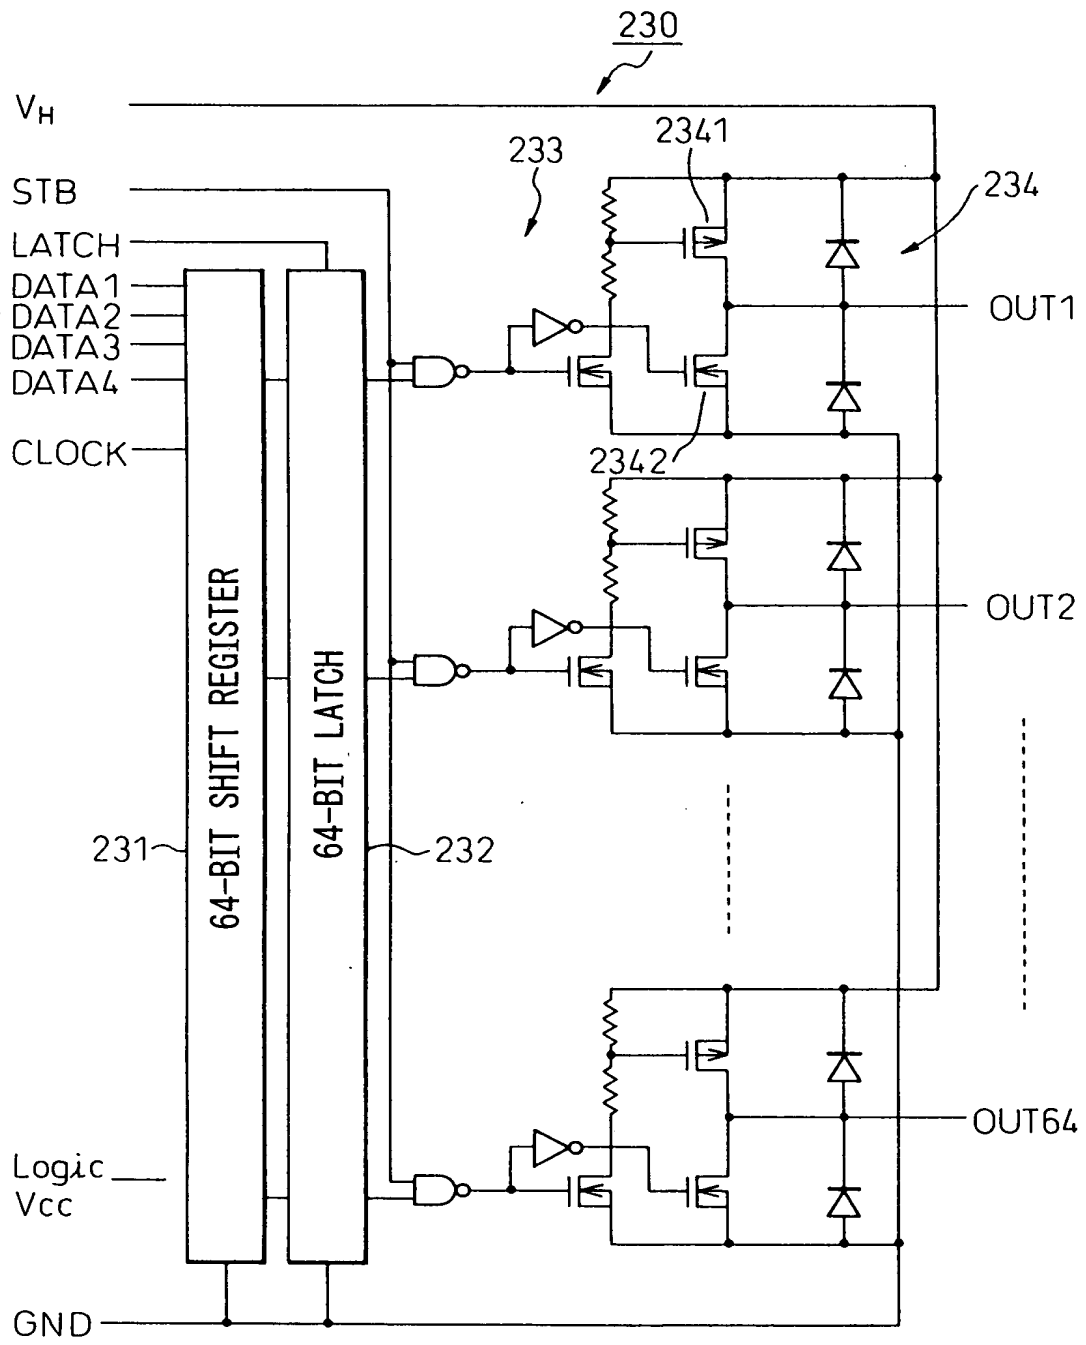 230
VH
2341
233
STB
234
LATCH
DATA1
DATA2
OUT1
DATA3
DATA4
CLOCK
2342
OUT2
64-BIT SHIFT REGISTER
64-BIT LATCH
231
232
OUT64
Logic
Vcc
GND